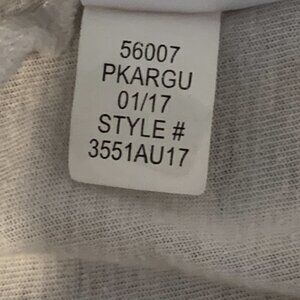 56007
PKARGU
01/17
STYLE #
3551AU17